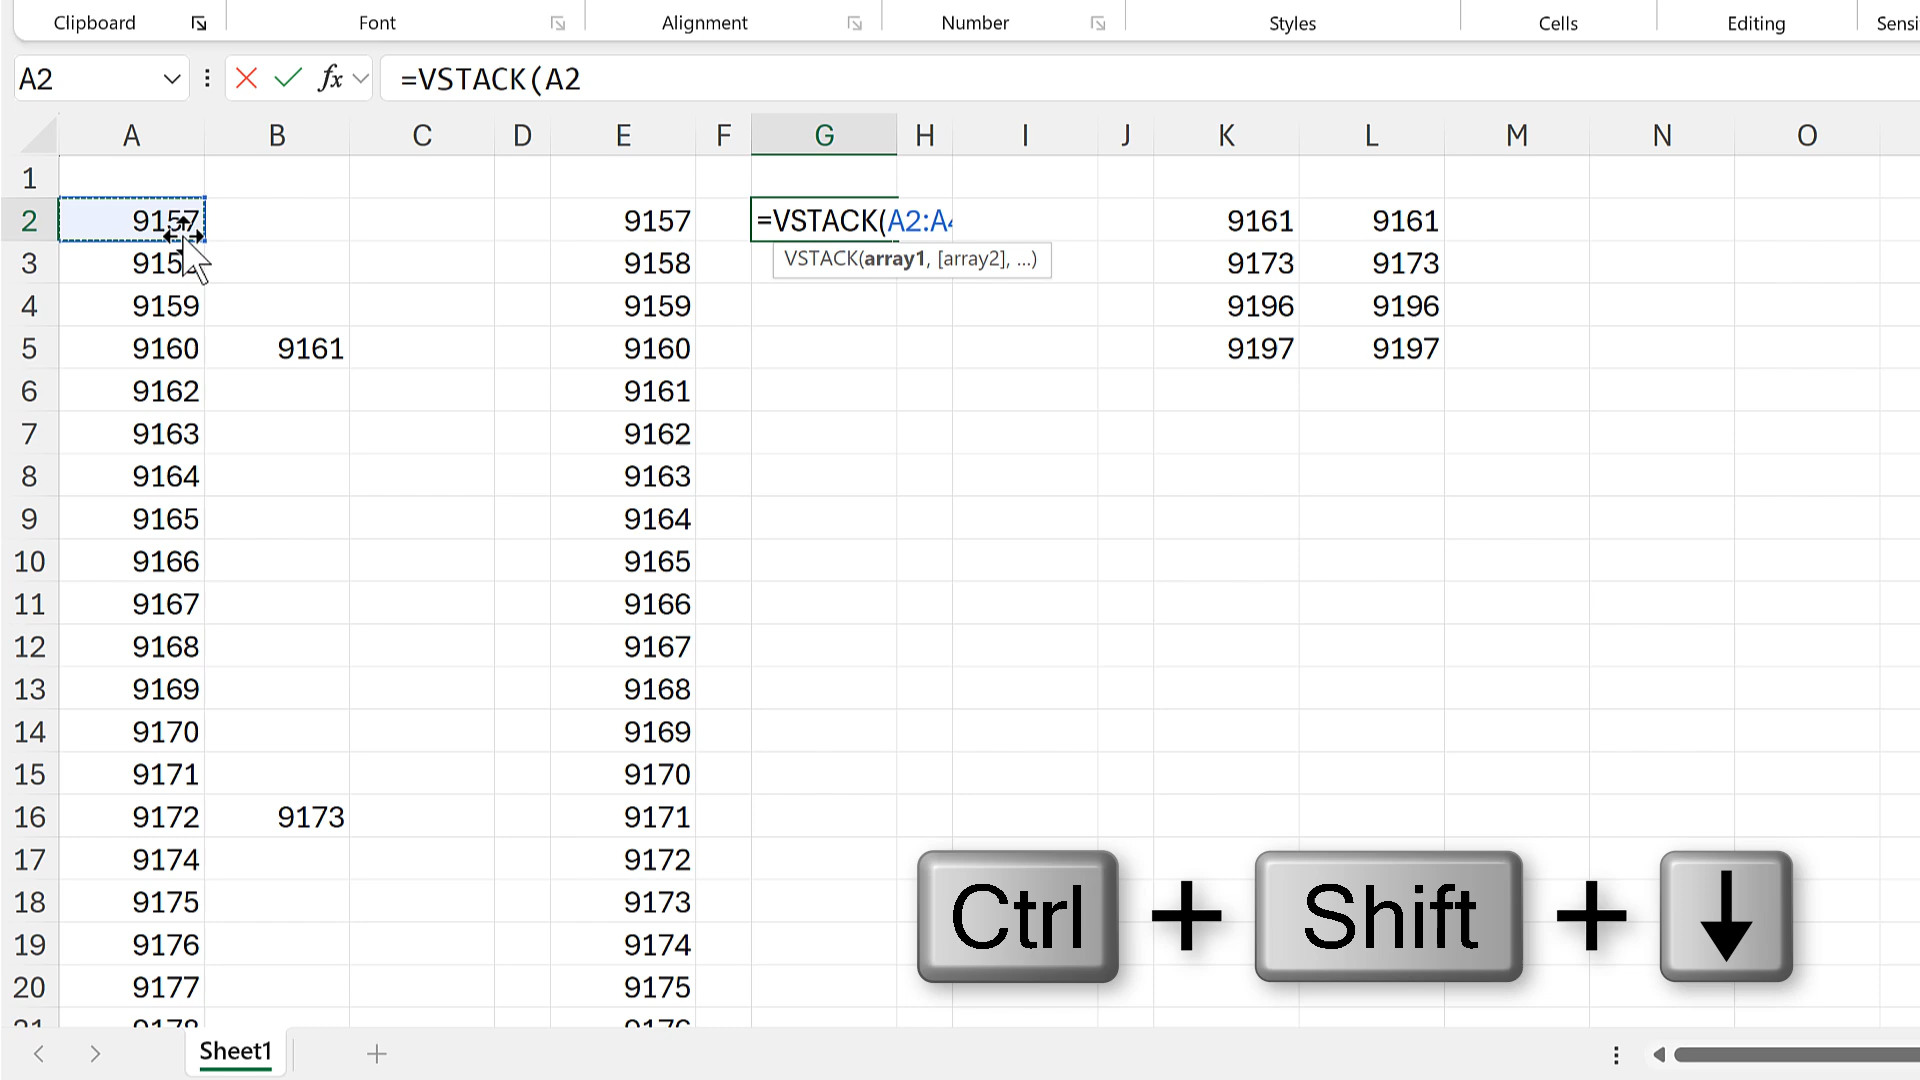 Clipboard Font Alignment Number Styles Cells Editing Sensi
A2 fx =VSTACK(A2
A B C D E F G H I J K L M N O
1
2 9157 9157 =VSTACK(A2:A4 9161 9161
3 915 9158 VSTACK(array1, [array2], ...) 9173 9173
4 9159 9159 9196 9196
5 9160 9161 9160 9197 9197
6 9162 9161
7 9163 9162
8 9164 9163
9 9165 9164
10 9166 9165
11 9167 9166
12 9168 9167
13 9169 9168
14 9170 9169
15 9171 9170
16 9172 9173 9171
17 9174 9172
18 9175 9173
19 9176 9174
20 9177 9175
21 9178 9176
Ctrl + Shift + ↓
Sheet1 +